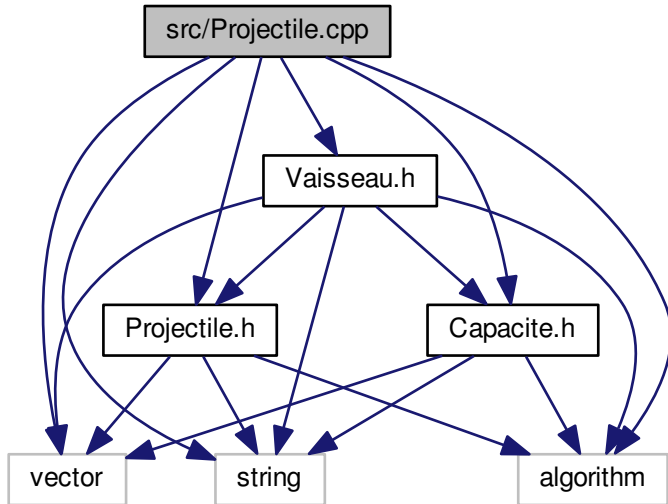 src/Projectile.cpp
Vaisseau.h
Projectile.h
Capacite.h
vector
string
algorithm